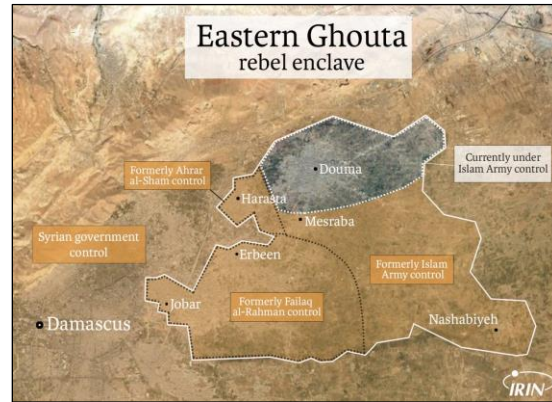 Eastern Ghouta
rebel enclave
Formerly Ahrar
al-Sham control
Douma
Currently under
Islam Army control
Harasta
Mesraba
Syrian government
control
Erbeen
Formerly Islam
Army control
Jobar
Formerly Failaq
al-Rahman control
Nashabiyeh
Damascus
IRIN